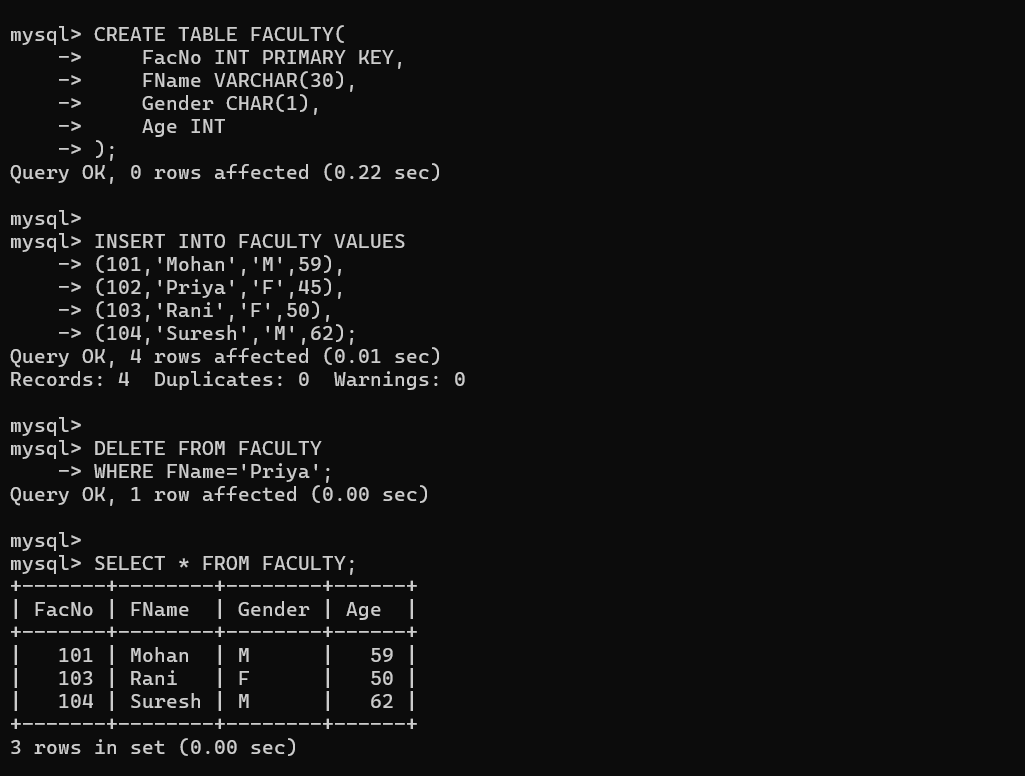 mysql> CREATE TABLE FACULTY(
    ->     FacNo INT PRIMARY KEY,
    ->     FName VARCHAR(30),
    ->     Gender CHAR(1),
    ->     Age INT
    -> );
Query OK, 0 rows affected (0.22 sec)

mysql>
mysql> INSERT INTO FACULTY VALUES
    -> (101,'Mohan','M',59),
    -> (102,'Priya','F',45),
    -> (103,'Rani','F',50),
    -> (104,'Suresh','M',62);
Query OK, 4 rows affected (0.01 sec)
Records: 4  Duplicates: 0  Warnings: 0

mysql>
mysql> DELETE FROM FACULTY
    -> WHERE FName='Priya';
Query OK, 1 row affected (0.00 sec)

mysql>
mysql> SELECT * FROM FACULTY;
+-------+--------+--------+------+
| FacNo | FName  | Gender | Age  |
+-------+--------+--------+------+
|   101 | Mohan  | M      |   59 |
|   103 | Rani   | F      |   50 |
|   104 | Suresh | M      |   62 |
+-------+--------+--------+------+
3 rows in set (0.00 sec)